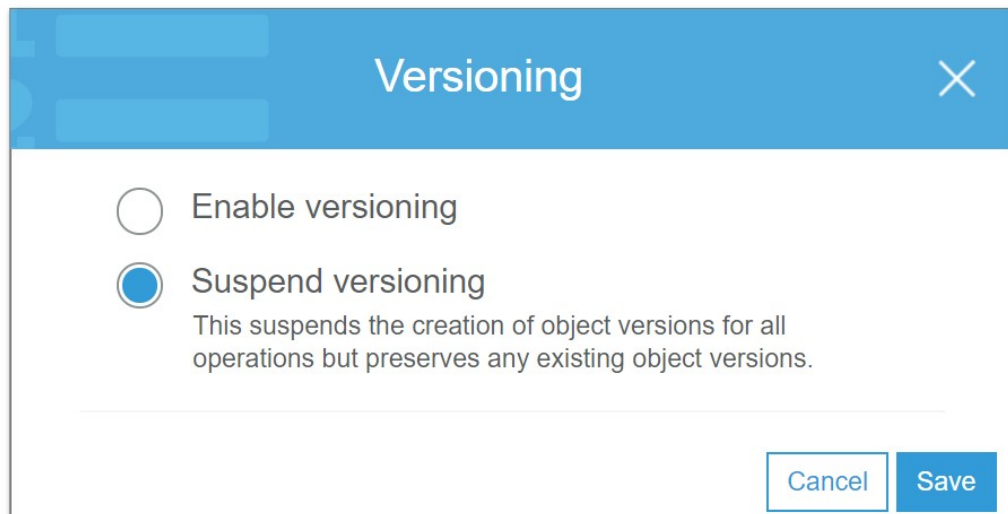 Versioning
Enable versioning
Suspend versioning
This suspends the creation of object versions for all
operations but preserves any existing object versions.
Cancel
Save